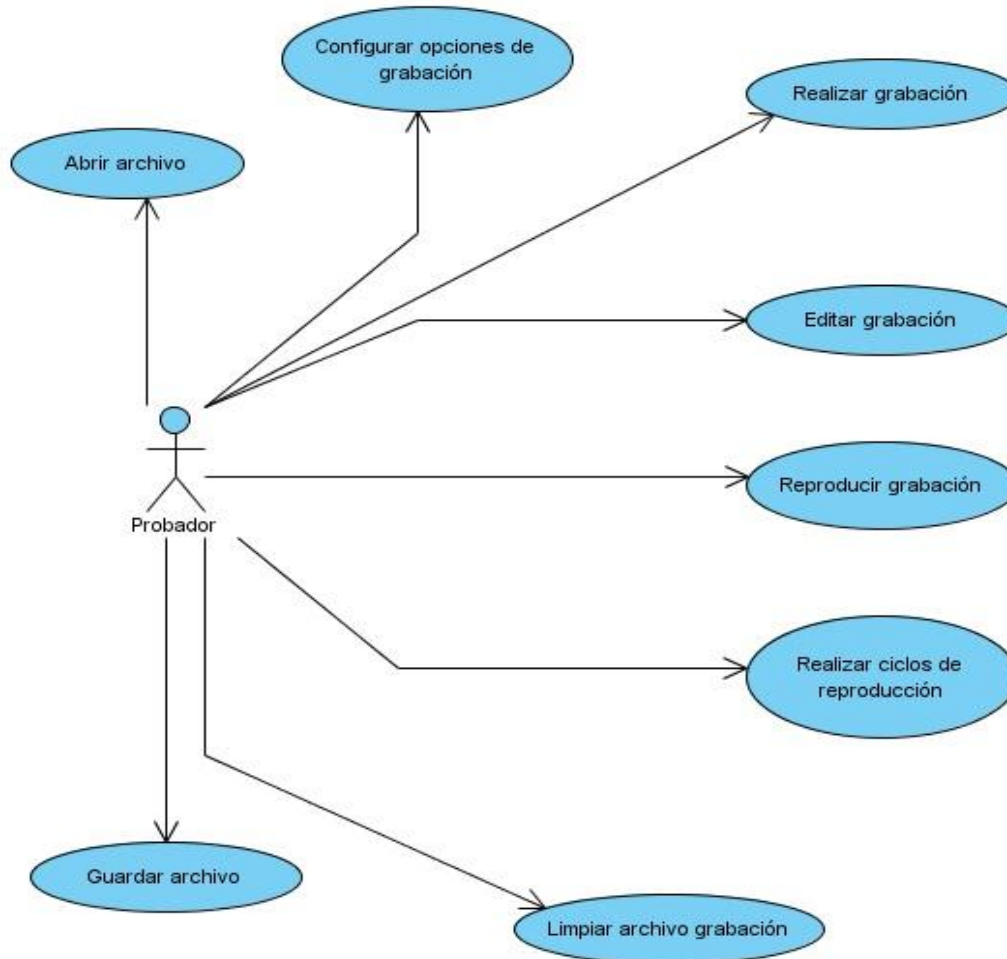 Configurar opciones de
grabación
Realizar grabación
Abrir archivo
Editar grabación
Reproducir grabación
Probador
Realizar ciclos de
reproducción
Guardar archivo
Limpiar archivo grabación